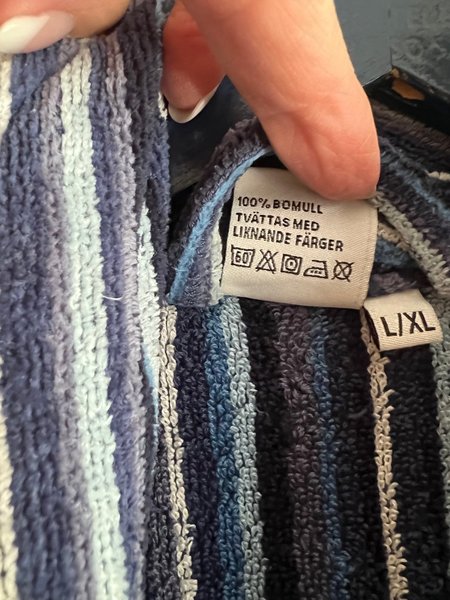 100% BOMULL
TVÄTTAS MED
LIKNANDE FÄRGER
60
L/XL